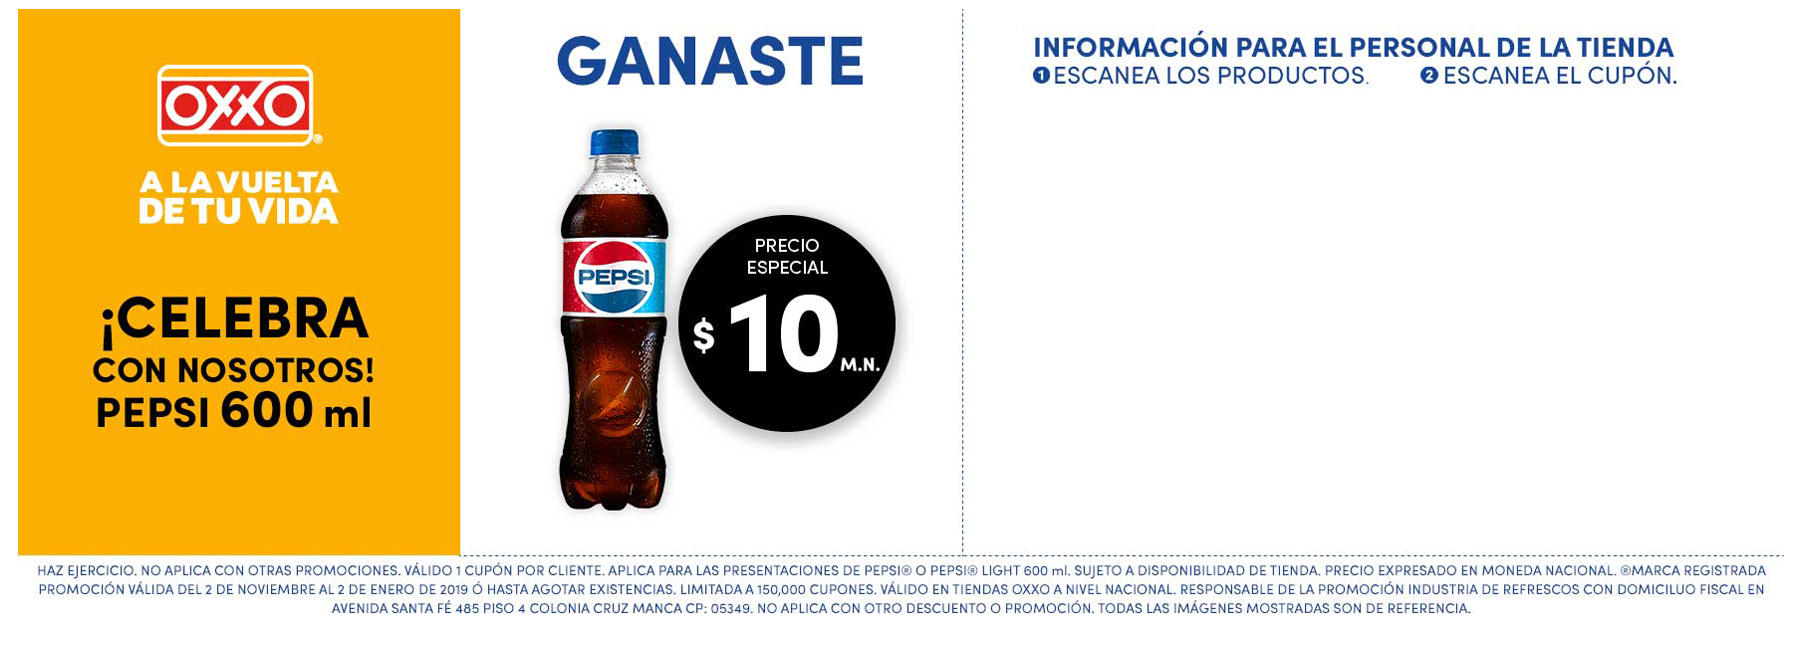 OXXO
®
A LA VUELTA
DE TU VIDA
¡CELEBRA
CON NOSOTROS!
PEPSI 600 ml
GANASTE
PEPSI
PRECIO
ESPECIAL
$ 10 M.N.
INFORMACIÓN PARA EL PERSONAL DE LA TIENDA
1 ESCANEA LOS PRODUCTOS. 2 ESCANEA EL CUPÓN.
HAZ EJERCICIO. NO APLICA CON OTRAS PROMOCIONES. VÁLIDO 1 CUPÓN POR CLIENTE. APLICA PARA LAS PRESENTACIONES DE PEPSI® O PEPSI® LIGHT 600 ml. SUJETO A DISPONIBILIDAD DE TIENDA. PRECIO EXPRESADO EN MONEDA NACIONAL. ®MARCA REGISTRADA
PROMOCIÓN VÁLIDA DEL 2 DE NOVIEMBRE AL 2 DE ENERO DE 2019 Ó HASTA AGOTAR EXISTENCIAS. LIMITADA A 150,000 CUPONES. VÁLIDO EN TIENDAS OXXO A NIVEL NACIONAL. RESPONSABLE DE LA PROMOCIÓN INDUSTRIA DE REFRESCOS CON DOMICILUO FISCAL EN
AVENIDA SANTA FÉ 485 PISO 4 COLONIA CRUZ MANCA CP: 05349. NO APLICA CON OTRO DESCUENTO O PROMOCIÓN. TODAS LAS IMÁGENES MOSTRADAS SON DE REFERENCIA.